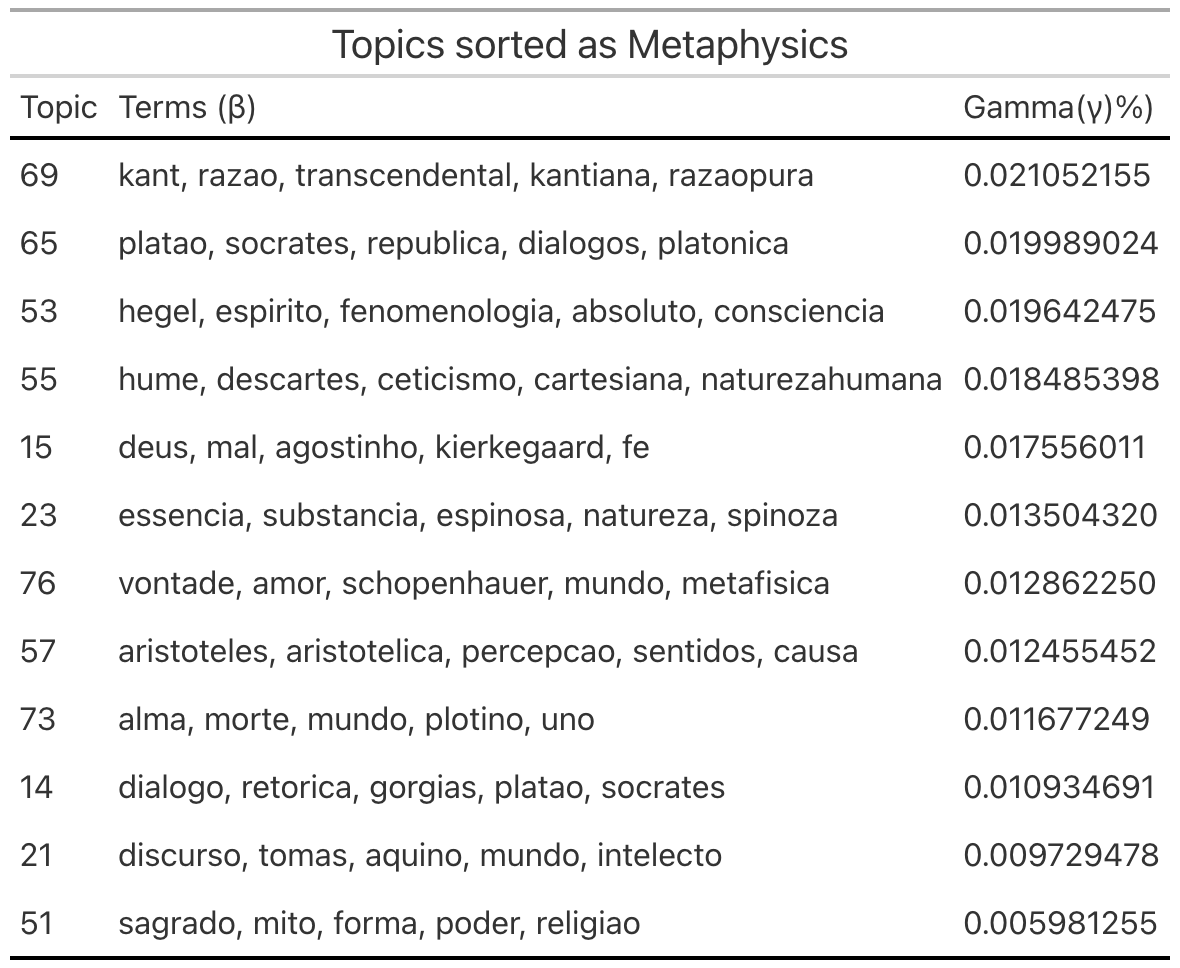 Topics sorted as Metaphysics
Topic Terms (β) Gamma(γ)%)
69 kant, razao, transcendental, kantiana, razaopura 0.021052155
65 platao, socrates, republica, dialogos, platonica 0.019989024
53 hegel, espirito, fenomenologia, absoluto, consciencia 0.019642475
55 hume, descartes, ceticismo, cartesiana, naturezahumana 0.018485398
15 deus, mal, agostinho, kierkegaard, fe 0.017556011
23 essencia, substancia, espinosa, natureza, spinoza 0.013504320
76 vontade, amor, schopenhauer, mundo, metafisica 0.012862250
57 aristoteles, aristotelica, percepcao, sentidos, causa 0.012455452
73 alma, morte, mundo, plotino, uno 0.011677249
14 dialogo, retorica, gorgias, platao, socrates 0.010934691
21 discurso, tomas, aquino, mundo, intelecto 0.009729478
51 sagrado, mito, forma, poder, religiao 0.005981255